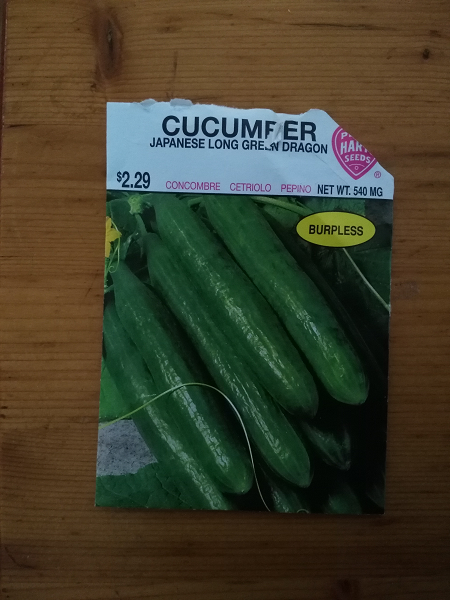 CUCUMBER
JAPANESE LONG GREEN DRAGON
HART
SEEDS
®
$2.29
CONCOMBRE CETRIOLO PEPINO NET WT. 540 MG
BURPLESS